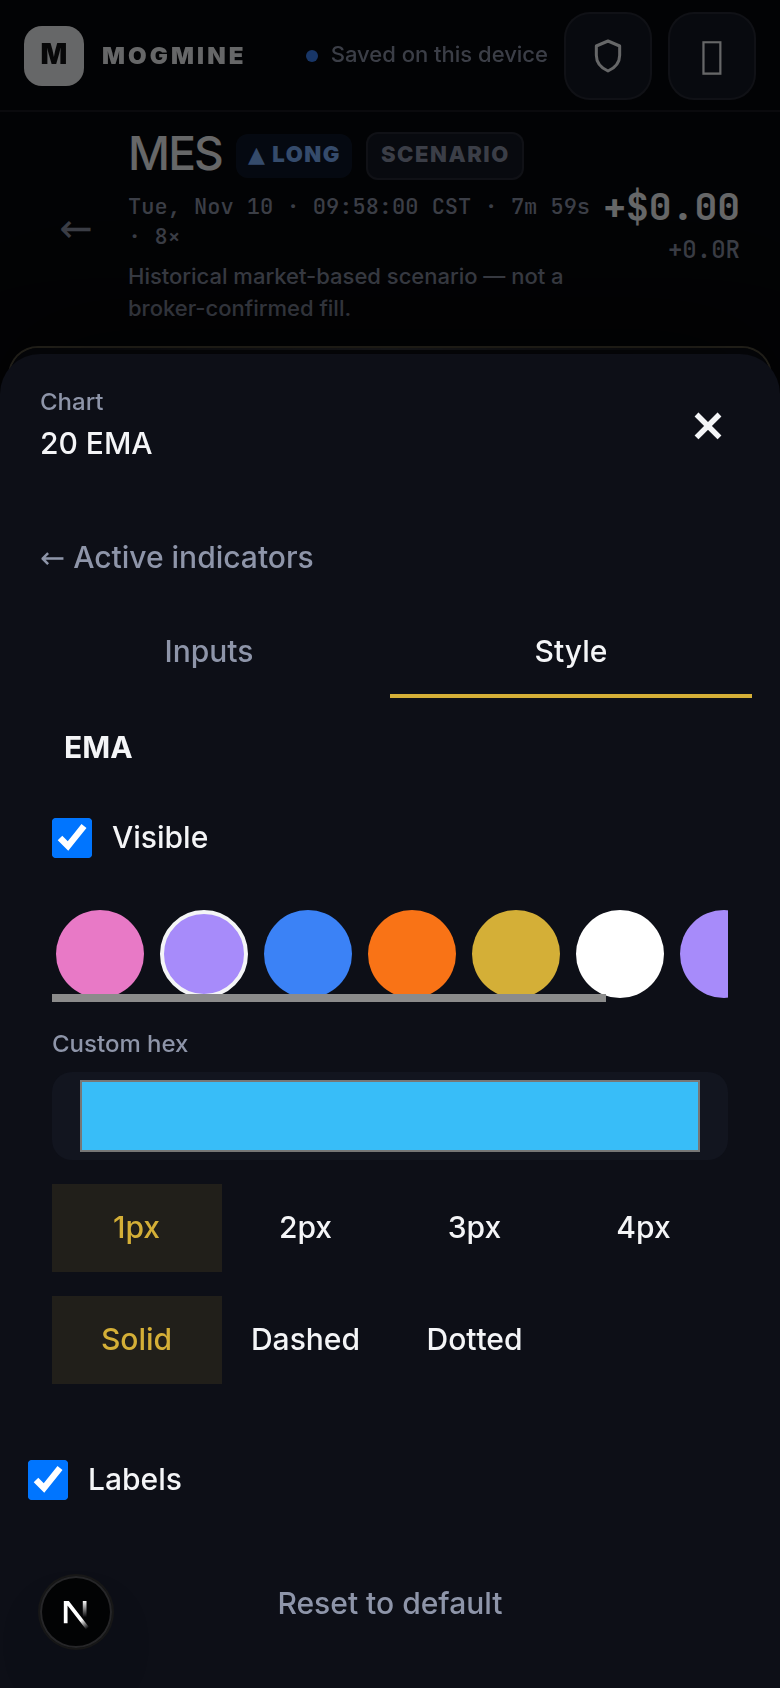 M MOGMINE Saved on this device
MES ▲ LONG SCENARIO
Tue, Nov 10 · 09:58:00 CST · 7m 59s
· 8×
+$0.00
+0.0R
Historical market-based scenario — not a
broker-confirmed fill.
Chart
20 EMA
← Active indicators
Inputs Style
EMA
Visible
Custom hex
1px 2px 3px 4px
Solid Dashed Dotted
Labels
N Reset to default